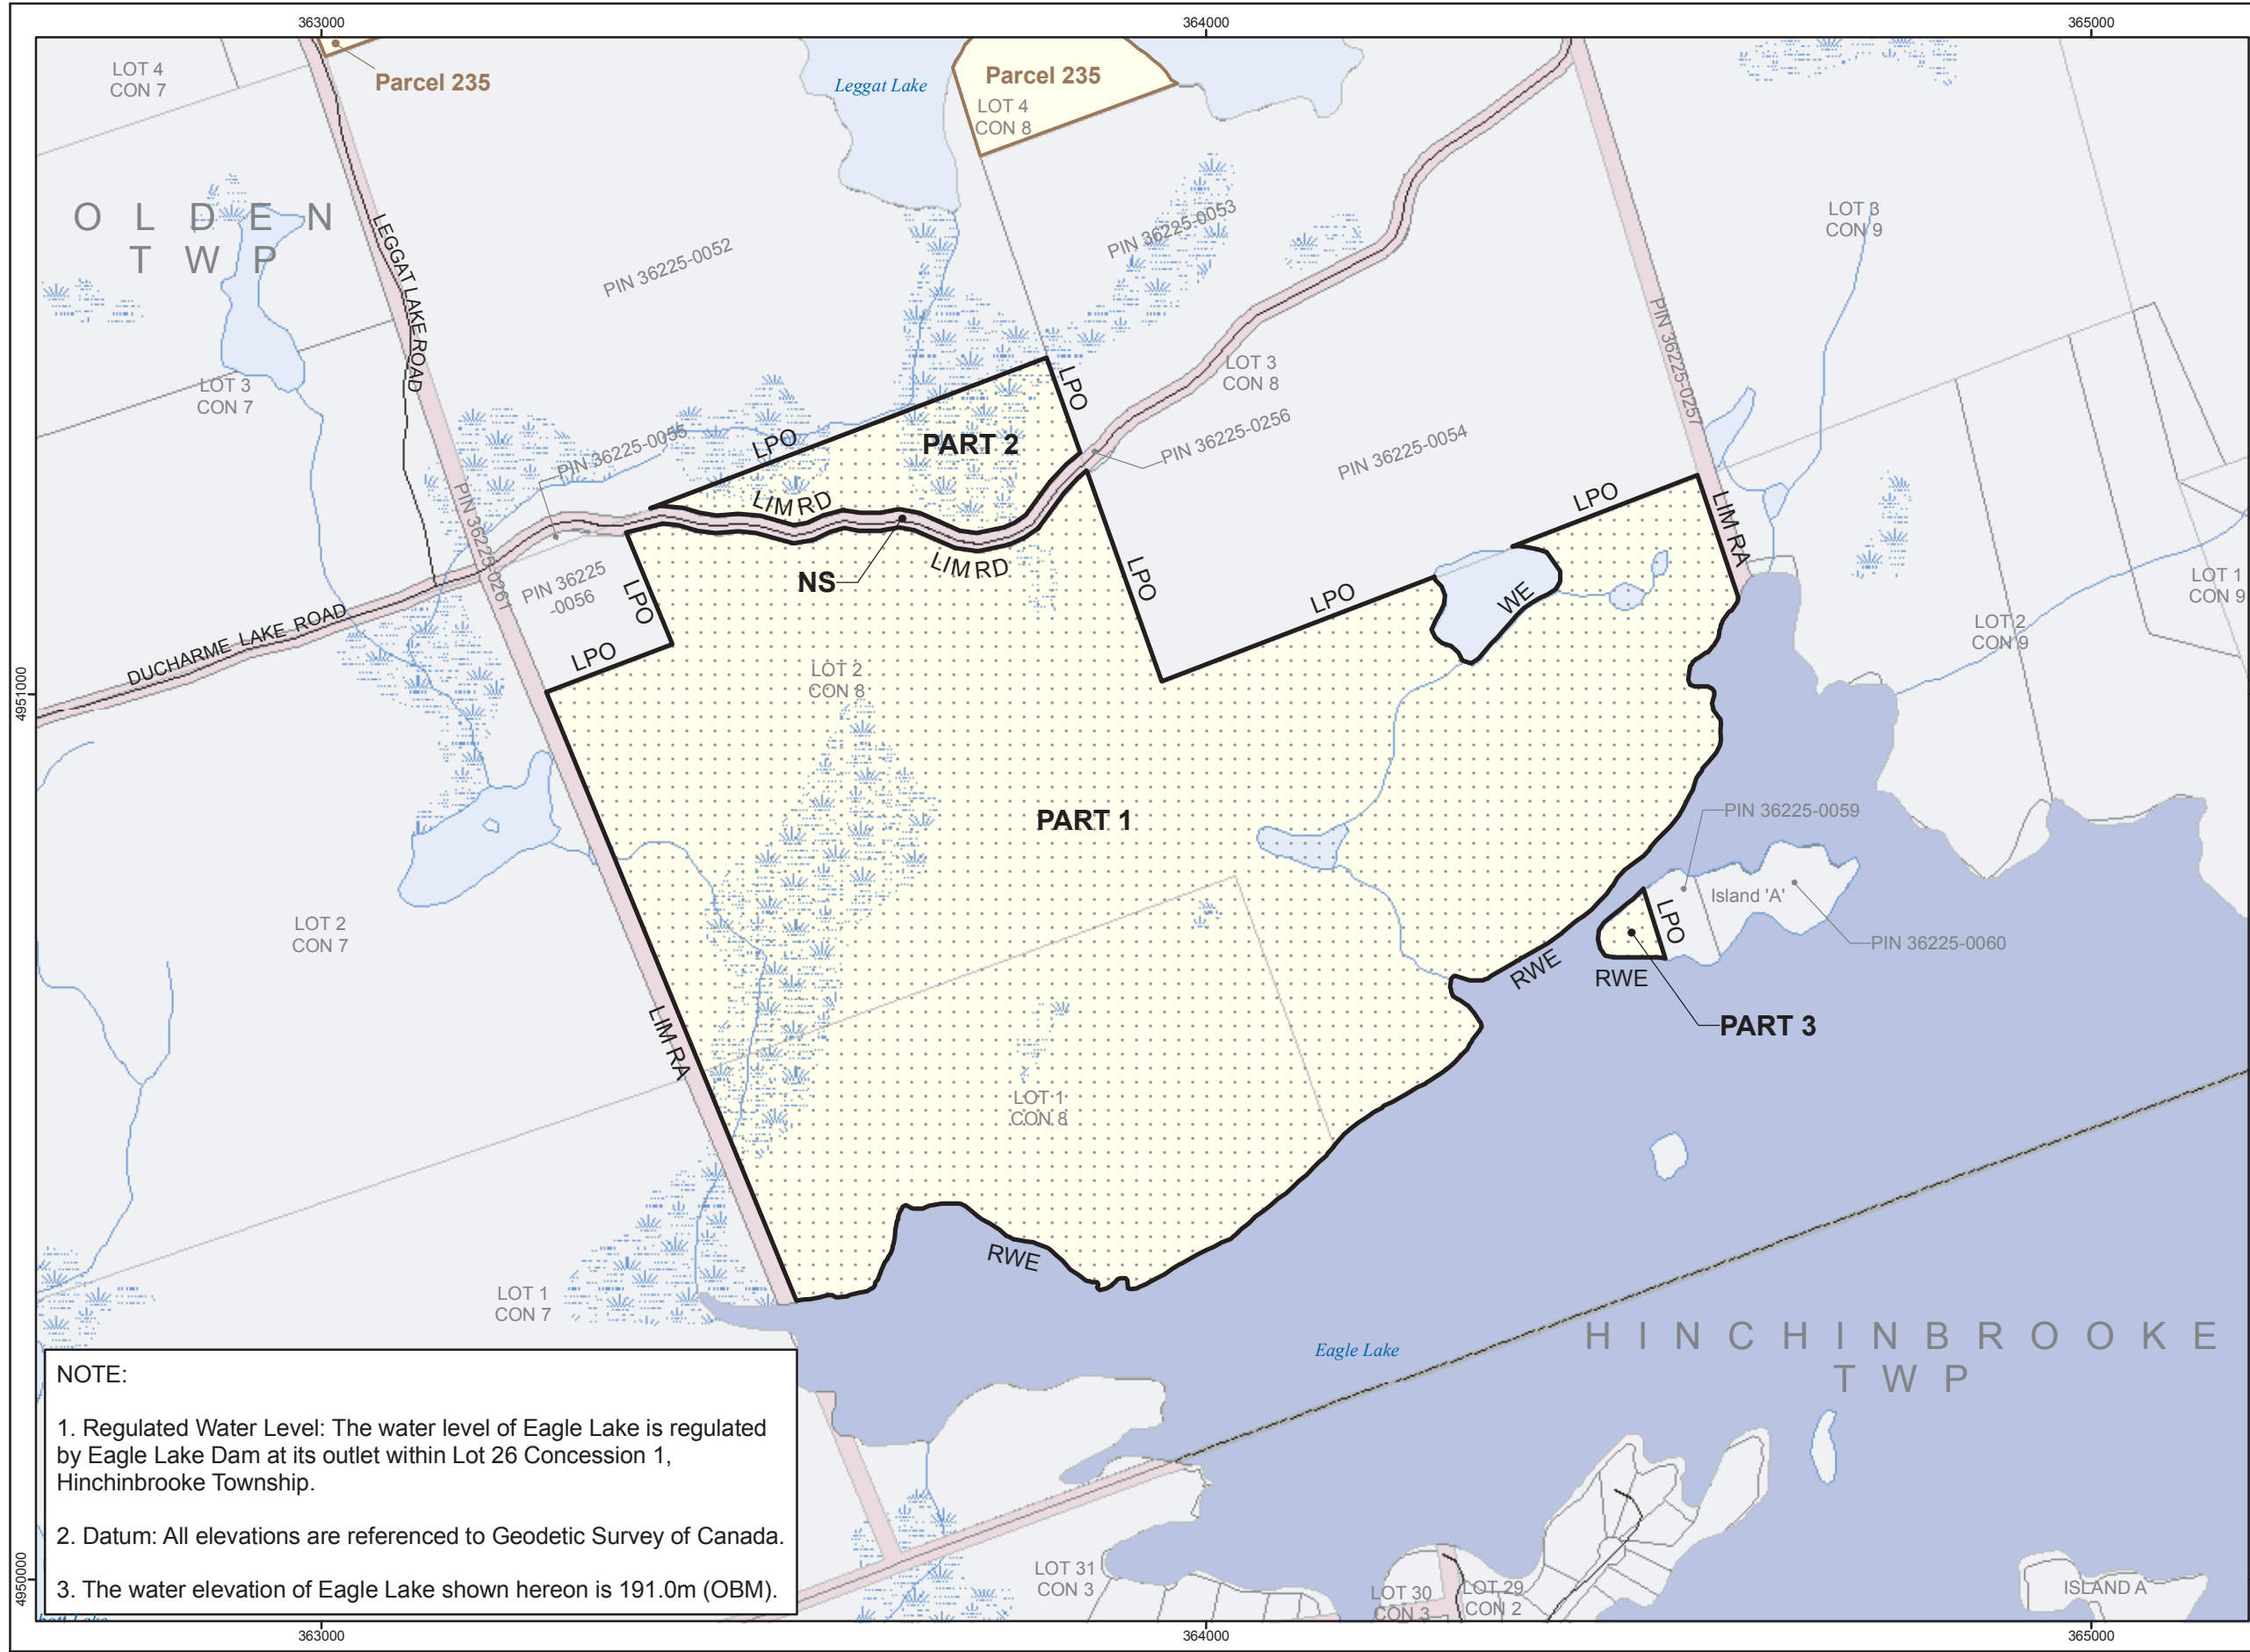 363000
364000
365000
LOT 4
CON 7
Parcel 235
Leggat Lake
Parcel 235
LOT 4
CON 8
OLDEN
TWP
LEGGAT LAKE ROAD
PIN 36225-0052
PIN 36225-0053
LOT 3
CON 9
PIN 36225-0257
LOT 3
CON 7
LOT 3
CON 8
LPO
PIN 36225-0055
LPO
PART 2
PIN 36225-0256
PIN 36225-0054
LIM RD
LPO
LIM RA
PIN 36225-0261
NS
LIM RD
LPO
PIN 36225
-0056
LPO
LPO
WE
LOT 1
CON 9
DUCHARME LAKE ROAD
LPO
LOT 2
CON 8
LOT 2
CON 9
4951000
PART 1
PIN 36225-0059
Island 'A'
LPO
LOT 2
CON 7
PIN 36225-0060
RWE
RWE
PART 3
LIM RA
LOT 1
CON 8
RWE
LOT 1
CON 7
Eagle Lake
HINCHINBROOKE
TWP
NOTE:
1. Regulated Water Level: The water level of Eagle Lake is regulated
by Eagle Lake Dam at its outlet within Lot 26 Concession 1,
Hinchinbrooke Township.
2. Datum: All elevations are referenced to Geodetic Survey of Canada.
3. The water elevation of Eagle Lake shown hereon is 191.0m (OBM).
4950000
LOT 31
CON 3
LOT 30
CON 3
LOT 29
CON 2
ISLAND A
Lake
363000
364000
365000